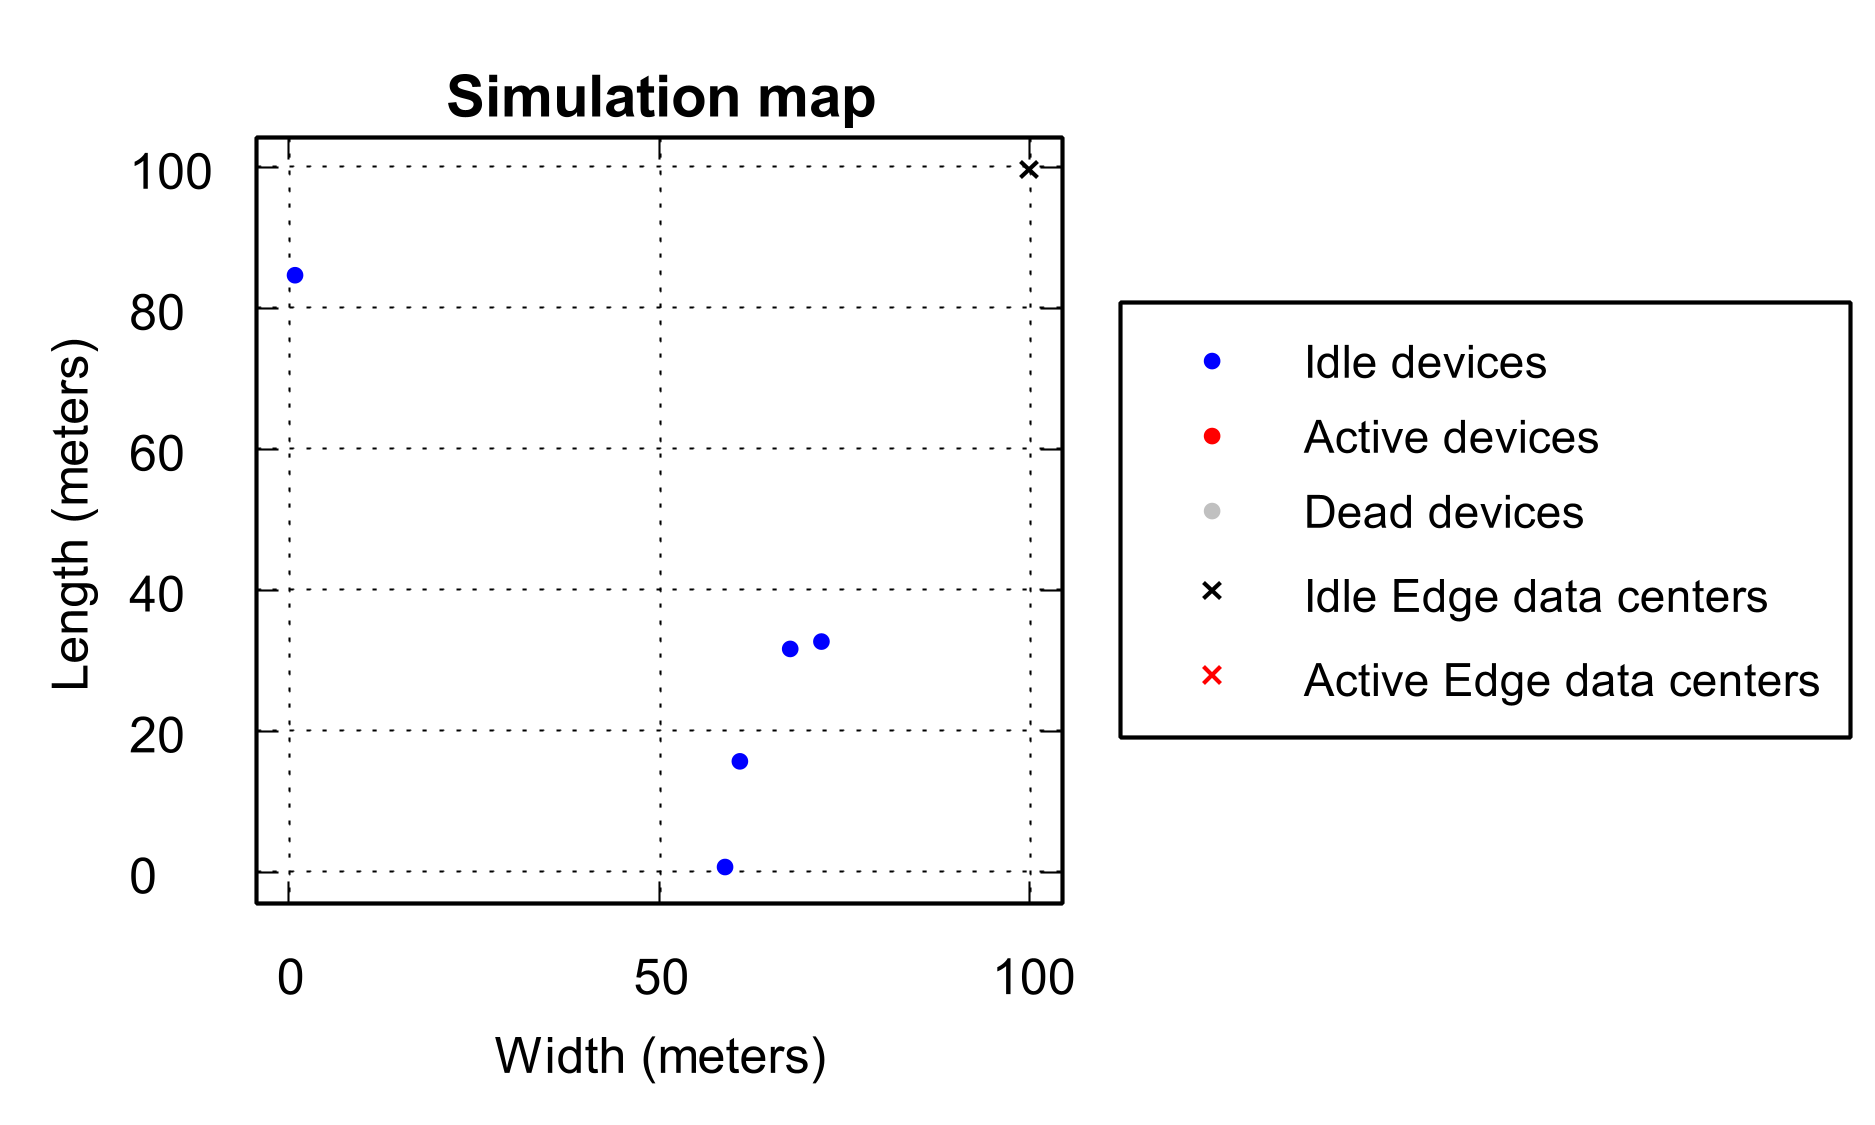 Simulation map
100
80
60
40
20
0
Length (meters)
0 50 100
Width (meters)
Idle devices
Active devices
Dead devices
Idle Edge data centers
Active Edge data centers